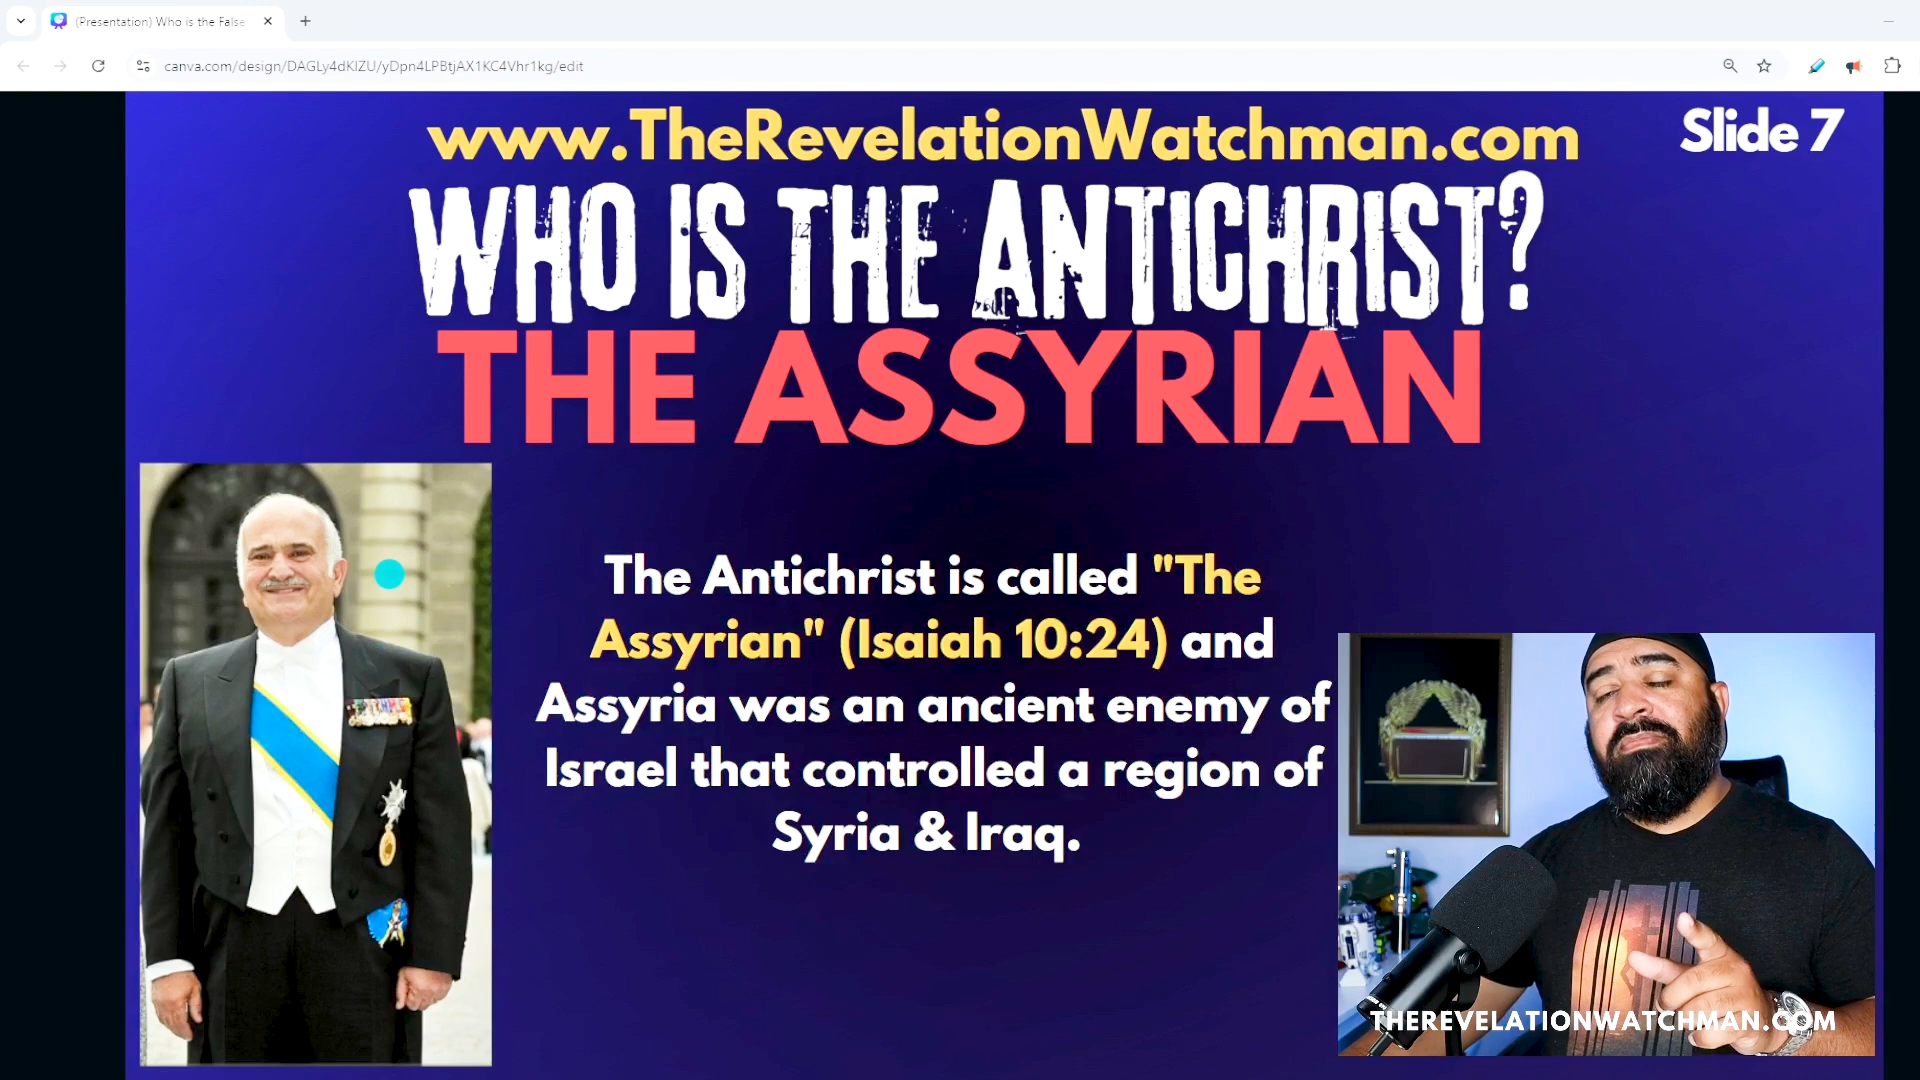 (Presentation) Who is the False
canva.com/design/DAGLy4dKIZU/yDpn4LPBtjAX1KC4Vhr1kg/edit
www.TheRevelationWatchman.com
Slide 7
WHO IS THE ANTICHRIST?
THE ASSYRIAN
The Antichrist is called "The
Assyrian" (Isaiah 10:24) and
Assyria was an ancient enemy of
Israel that controlled a region of
Syria & Iraq.
THEREVELATIONWATCHMAN.COM